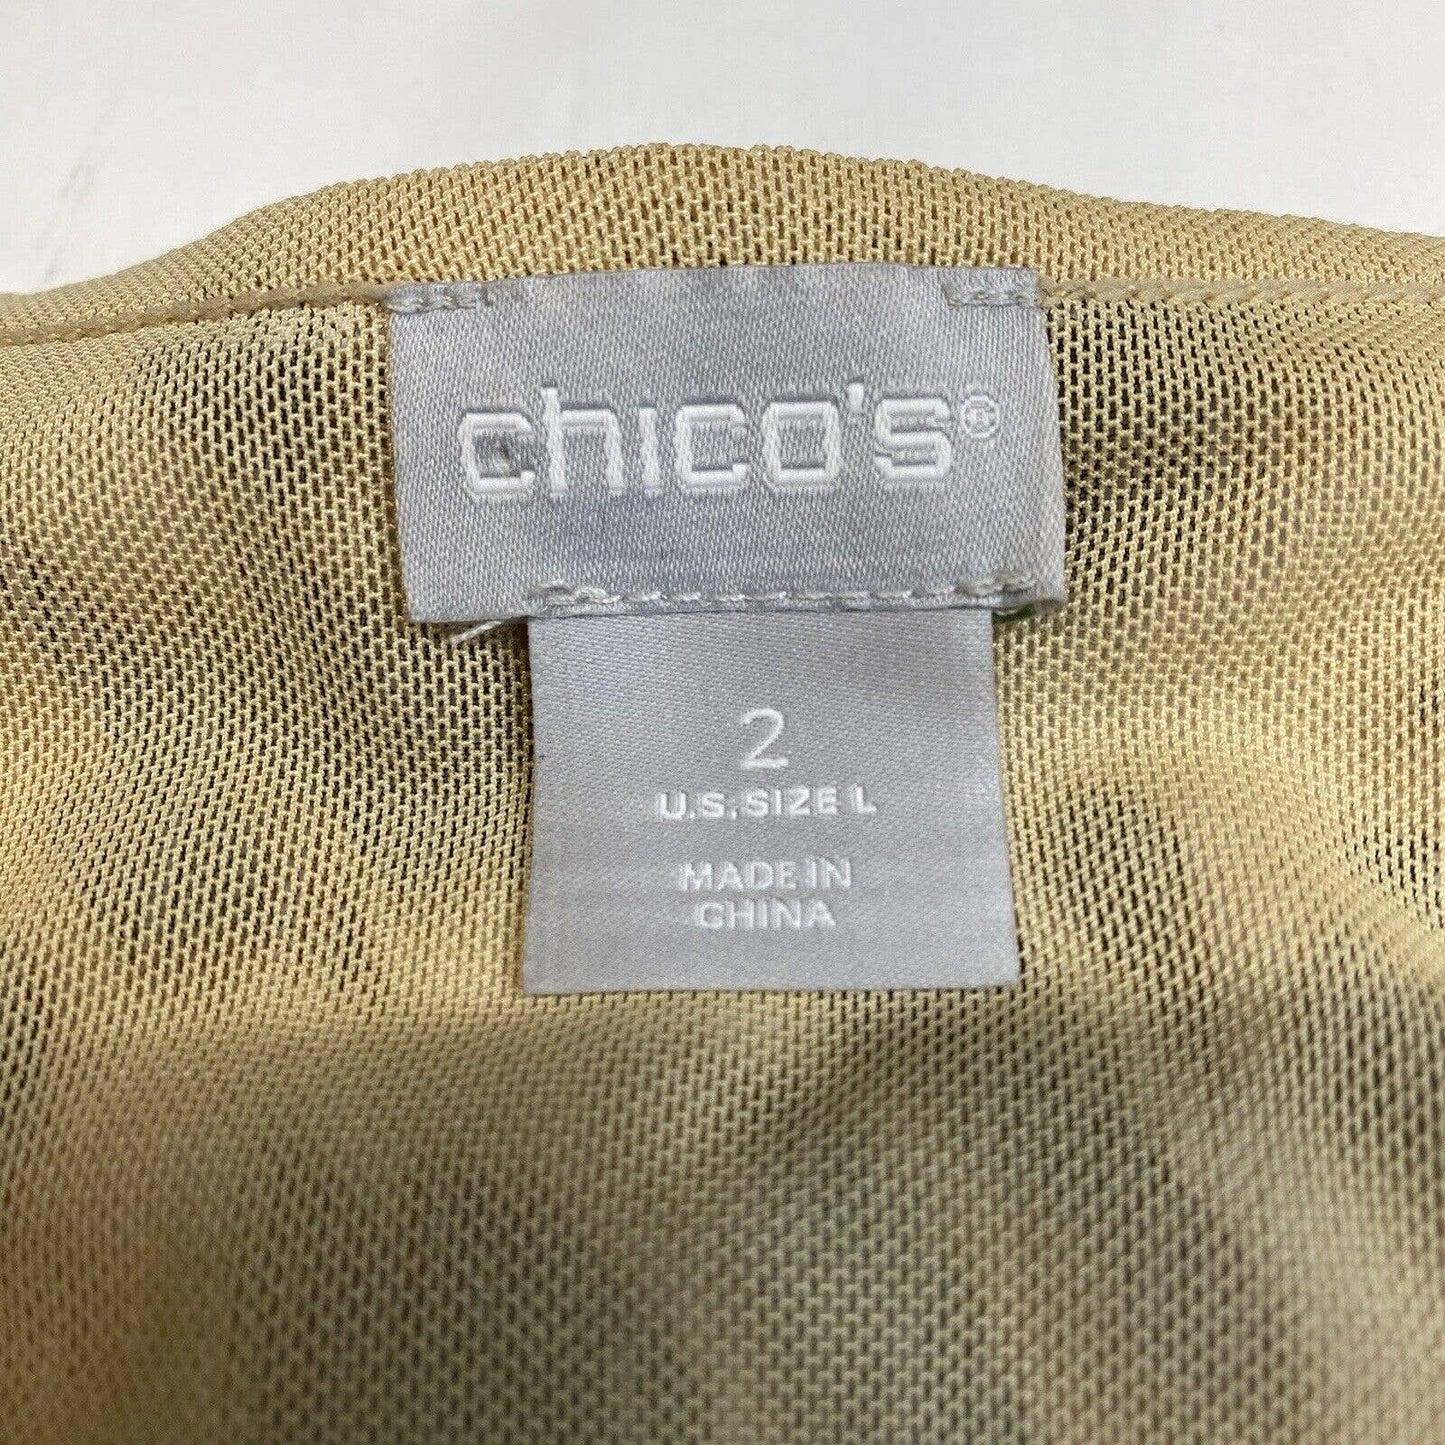 chico's®
2
U.S. SIZE L
MADE IN
CHINA